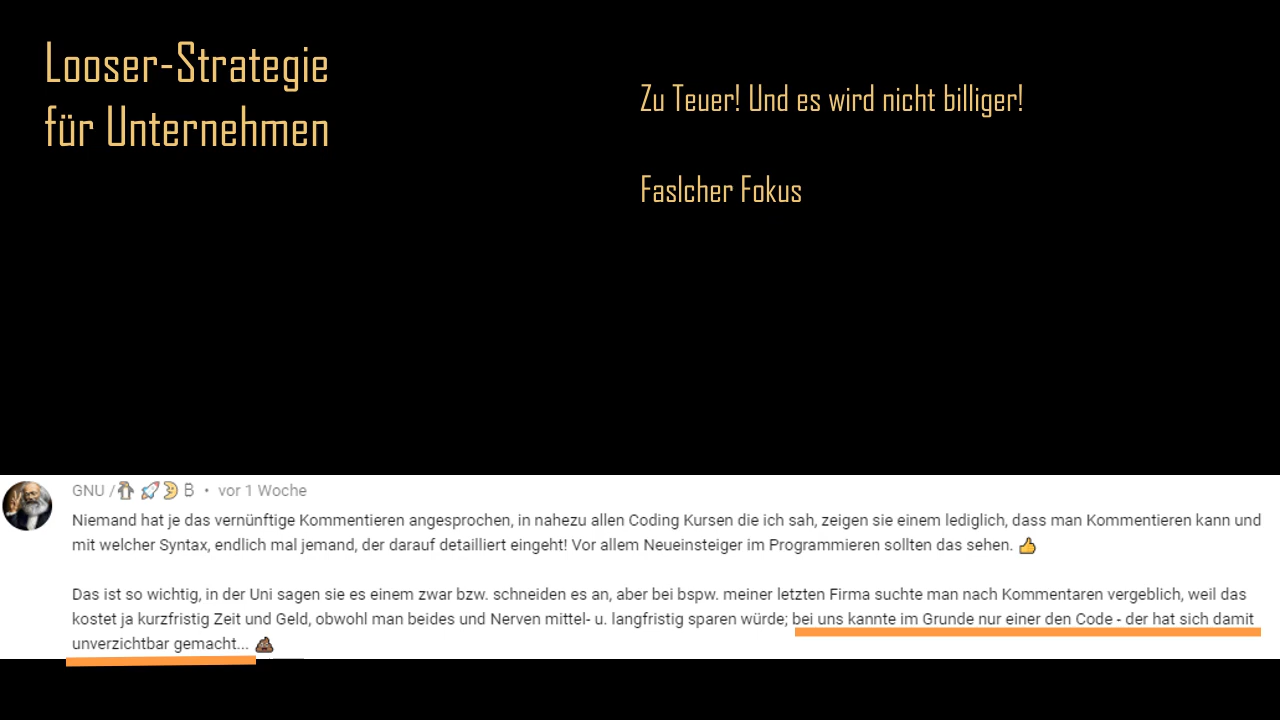 Looser-Strategie
für Unternehmen
Zu Teuer! Und es wird nicht billiger!
Faslcher Fokus
GNU /🐧 🚀🌛 B • vor 1 Woche
Niemand hat je das vernünftige Kommentieren angesprochen, in nahezu allen Coding Kursen die ich sah, zeigen sie einem lediglich, dass man Kommentieren kann und
mit welcher Syntax, endlich mal jemand, der darauf detailliert eingeht! Vor allem Neueinsteiger im Programmieren sollten das sehen. 👍
Das ist so wichtig, in der Uni sagen sie es einem zwar bzw. schneiden es an, aber bei bspw. meiner letzten Firma suchte man nach Kommentaren vergeblich, weil das
kostet ja kurzfristig Zeit und Geld, obwohl man beides und Nerven mittel- u. langfristig sparen würde; bei uns kannte im Grunde nur einer den Code - der hat sich damit
unverzichtbar gemacht... 💩